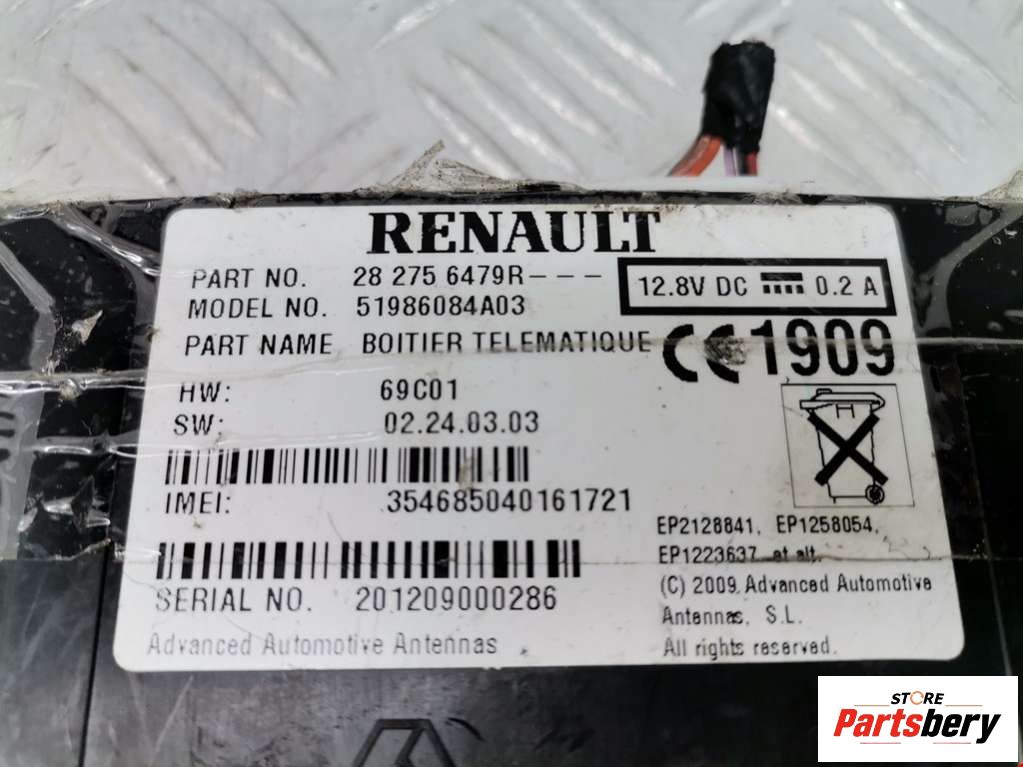 RENAULT
PART NO. 28 275 6479R---
12.8V DC 0.2 A
MODEL NO. 51986084A03
PART NAME BOITIER TELEMATIQUE
CE 1909
HW: 69C01
SW: 02.24.03.03
IMEI: 354685040161721
EP2128841, EP1258054,
EP1223637 et alt.
SERIAL NO. 201209000286
(C) 2009, Advanced Automotive
Antennas, S.L.
Advanced Automotive Antennas
All rights reserved.
STORE
Partsbery